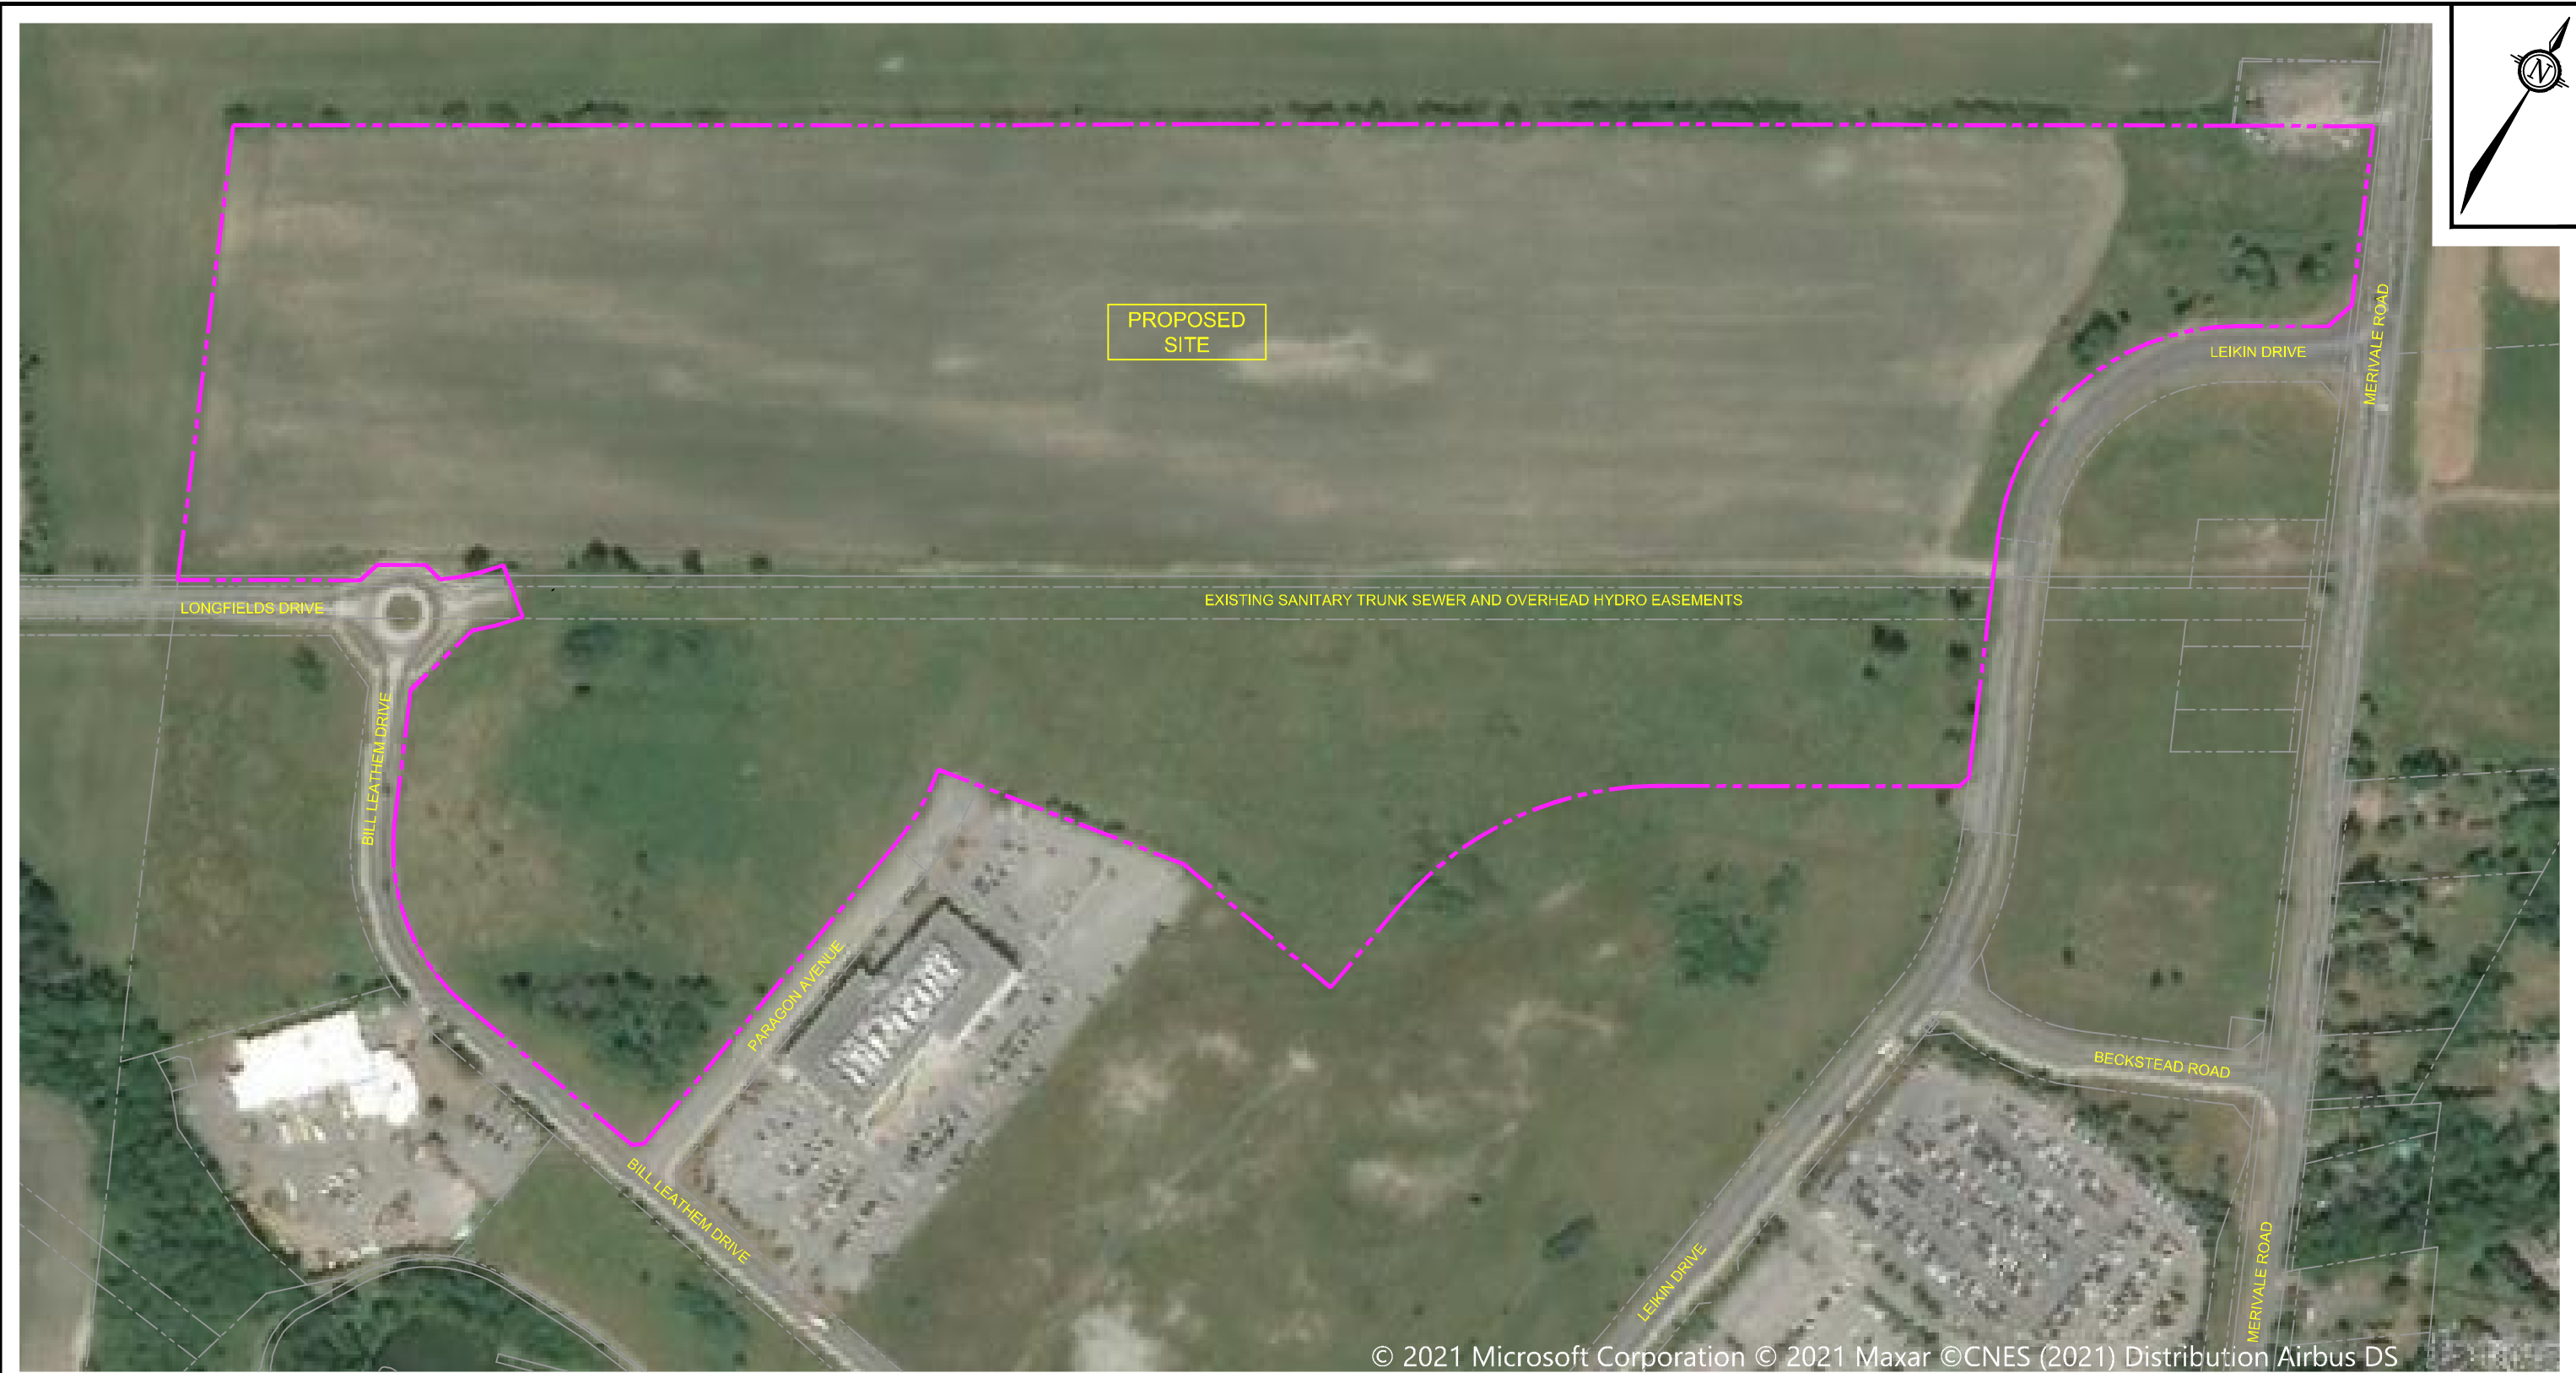 N
PROPOSED
SITE
LEIKIN DRIVE
MERIVALE ROAD
LONGFIELDS DRIVE
EXISTING SANITARY TRUNK SEWER AND OVERHEAD HYDRO EASEMENTS
BILL LEATHEM DRIVE
PARAGON AVENUE
BECKSTEAD ROAD
BILL LEATHEM DRIVE
LEIKIN DRIVE
MERIVALE ROAD
© 2021 Microsoft Corporation © 2021 Maxar ©CNES (2021) Distribution Airbus DS